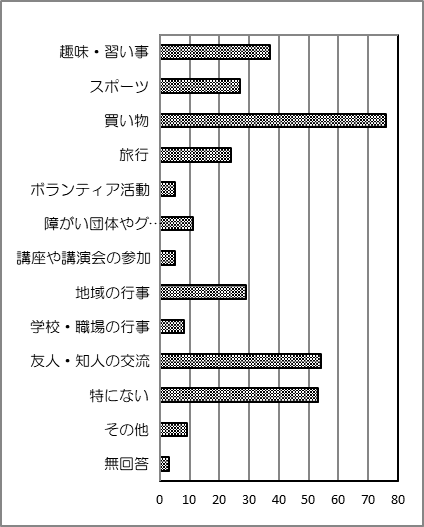 趣味・習い事
スポーツ
買い物
旅行
ボランティア活動
障がい団体やグ…
講座や講演会の参加
地域の行事
学校・職場の行事
友人・知人の交流
特にない
その他
無回答
0 10 20 30 40 50 60 70 80